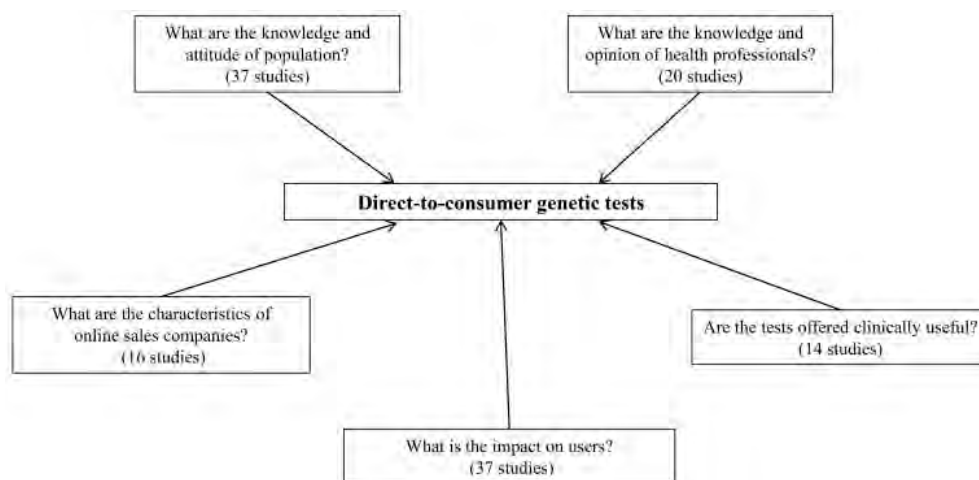 What are the knowledge and
attitude of population?
(37 studies)
What are the knowledge and
opinion of health professionals?
(20 studies)
Direct-to-consumer genetic tests
What are the characteristics of
online sales companies?
(16 studies)
Are the tests offered clinically useful?
(14 studies)
What is the impact on users?
(37 studies)